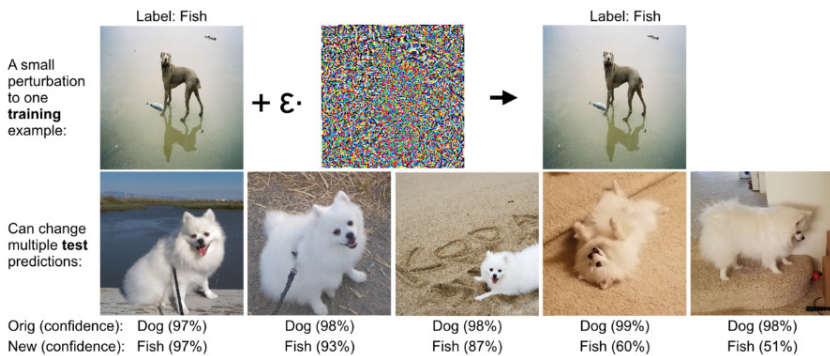 Label: Fish
Label: Fish
A small
perturbation
to one
training
example:
+ ε·
Can change
multiple test
predictions:
Orig (confidence): Dog (97%) Dog (98%) Dog (98%) Dog (99%) Dog (98%)
New (confidence): Fish (97%) Fish (93%) Fish (87%) Fish (60%) Fish (51%)